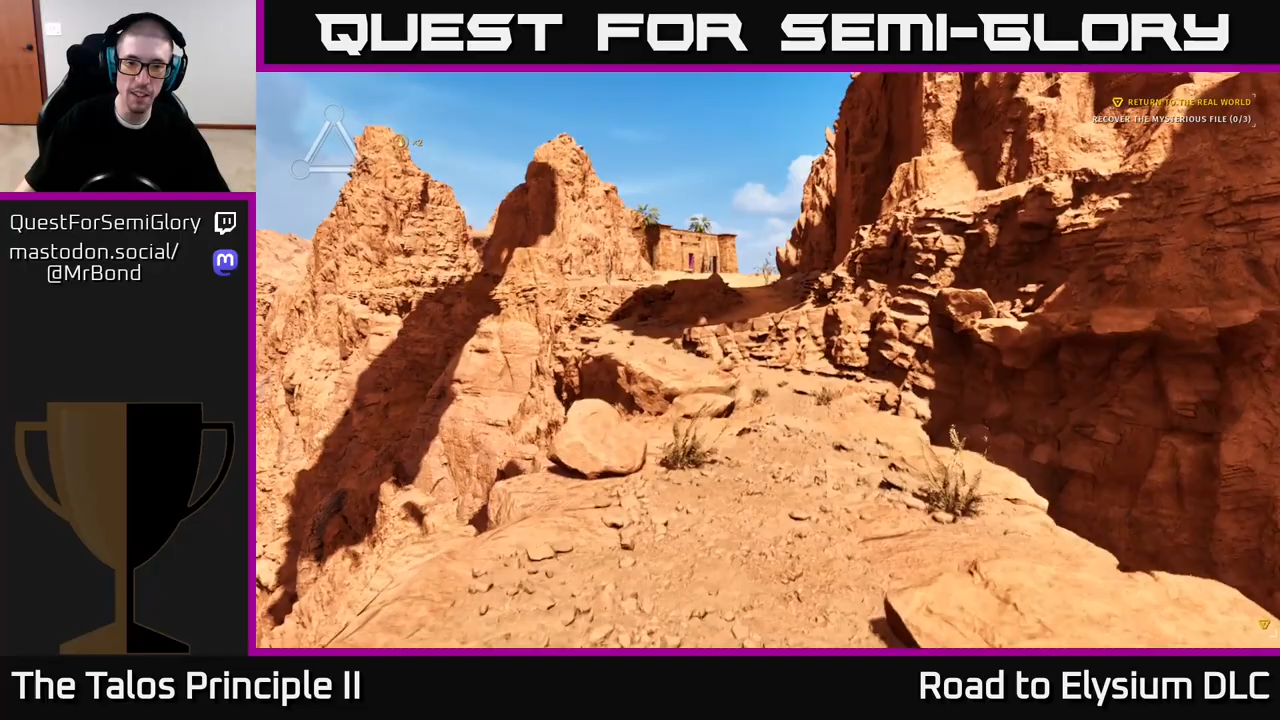 QUEST FOR SEMI-GLORY
RETURN TO THE REAL WORLD
RECOVER THE MYSTERIOUS FILE (0/3)
×2
QuestForSemiGlory
mastodon.social/
@MrBond
The Talos Principle II
Road to Elysium DLC